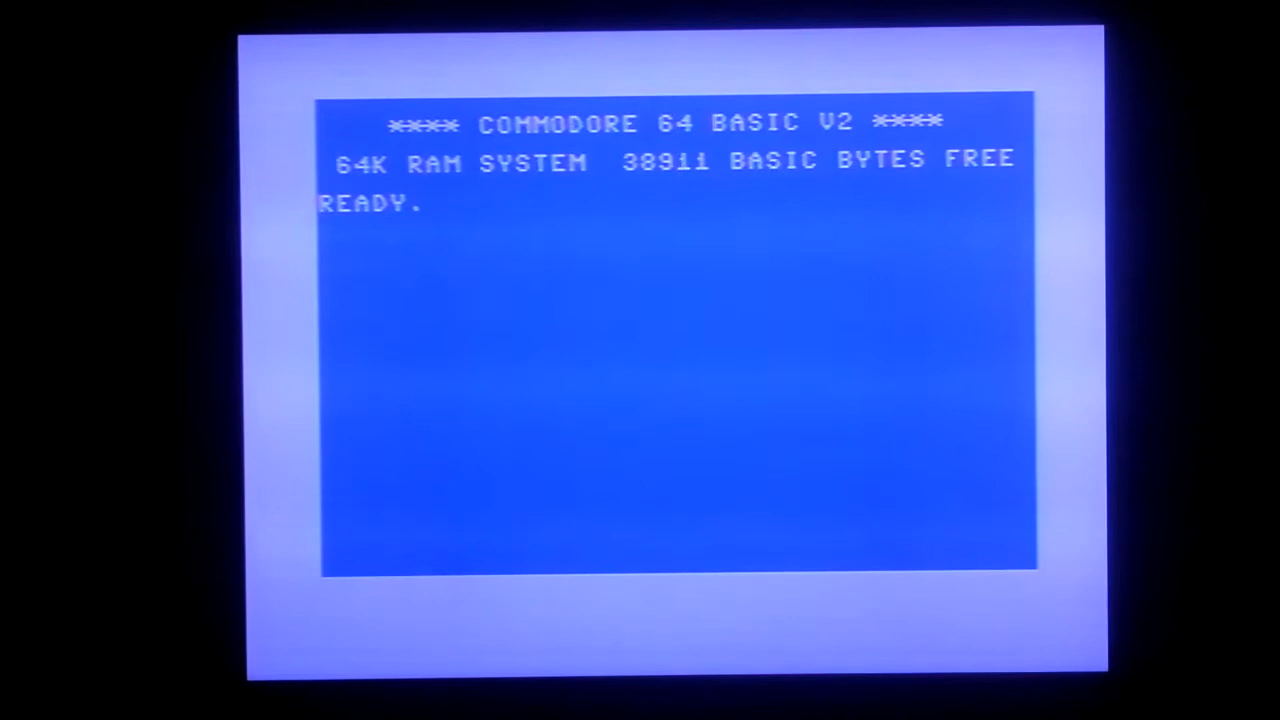 **** COMMODORE 64 BASIC V2 ****
64K RAM SYSTEM  38911 BASIC BYTES FREE
READY.